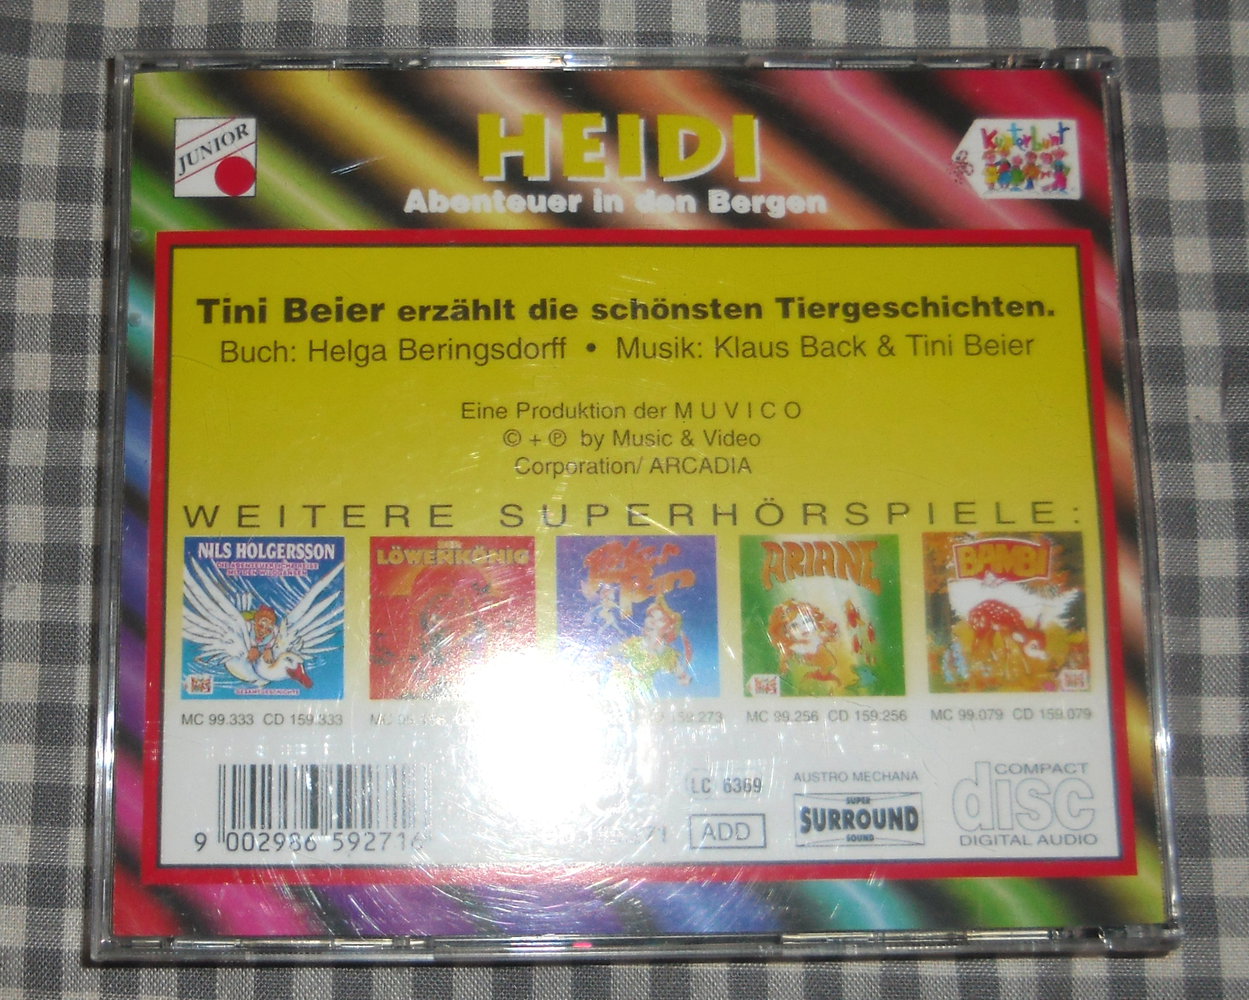 JUNIOR
HEIDI
Kunterbunt
Abenteuer in den Bergen
Tini Beier erzählt die schönsten Tiergeschichten.
Buch: Helga Beringsdorff • Musik: Klaus Back & Tini Beier
Eine Produktion der M U V I C O
© + ℗ by Music & Video
Corporation/ ARCADIA
WEITERE SUPERHÖRSPIELE:
NILS HOLGERSSON
LÖWENKÖNIG
ARIANE
BAMBI
MC 99.333 CD 159.333
MC 99.256 CD 159.256
MC 99.079 CD 159.079
LC 6369
AUSTRO MECHANA
COMPACT
disc
DIGITAL AUDIO
SUPER
SURROUND
SOUND
ADD
9 002986 592716